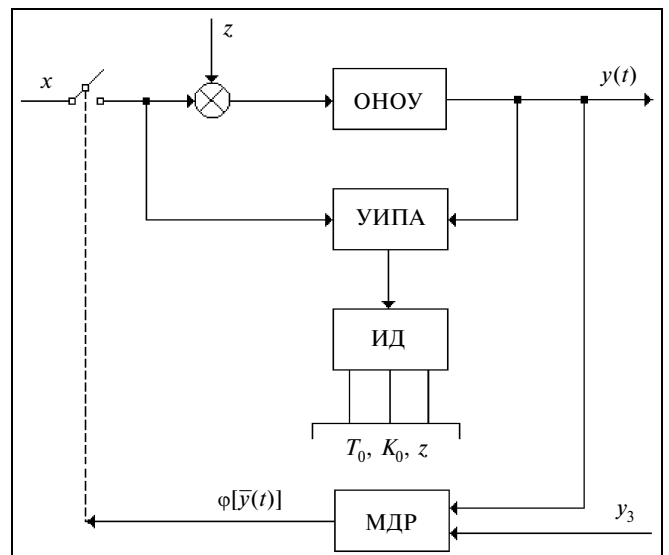 z
x
ОНОУ
y(t)
УИПА
ИД
T₀, K₀, z
φ[ȳ(t)]
МДР
y₃